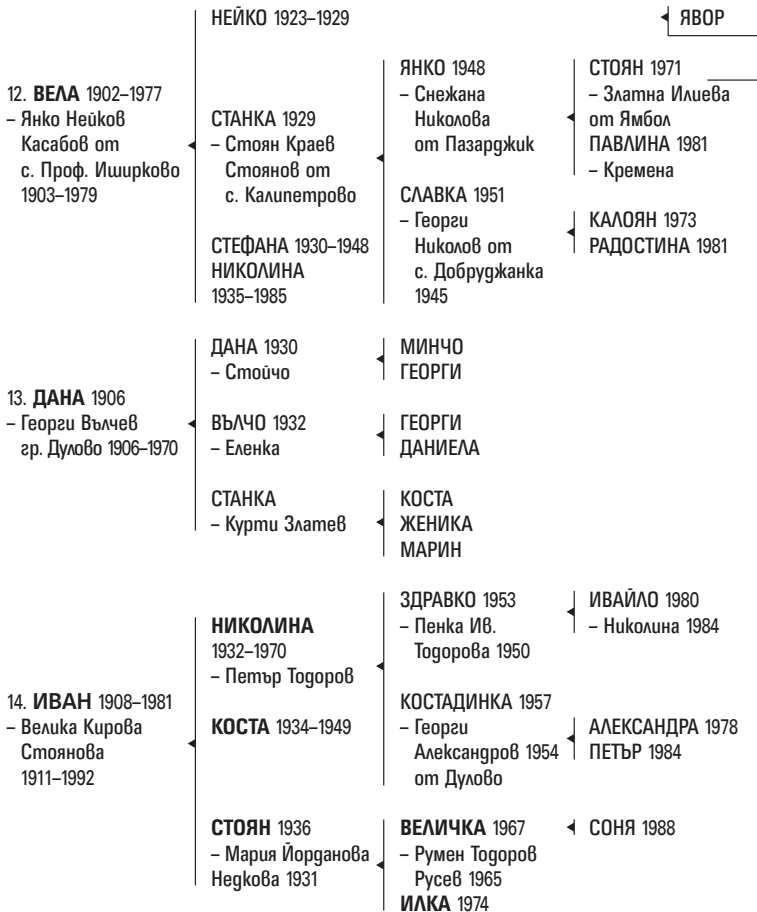 НЕЙКО 1923–1929
ЯВОР
12. ВЕЛА 1902–1977
– Янко Нейков
Касабов от
с. Проф. Иширково
1903–1979
СТАНКА 1929
– Стоян Краев
Стоянов от
с. Калипетрово
СТЕФАНА 1930–1948
НИКОЛИНА
1935–1985
ЯНКО 1948
– Снежана
Николова
от Пазарджик
СЛАВКА 1951
– Георги
Николов от
с. Добруджанка
1945
СТОЯН 1971
– Златна Илиева
от Ямбол
ПАВЛИНА 1981
– Кремена
КАЛОЯН 1973
РАДОСТИНА 1981
13. ДАНА 1906
– Георги Вълчев
гр. Дулово 1906–1970
ДАНА 1930
– Стойчо
МИНЧО
ГЕОРГИ
ВЪЛЧО 1932
– Еленка
ГЕОРГИ
ДАНИЕЛА
СТАНКА
– Курти Златев
КОСТА
ЖЕНИКА
МАРИН
14. ИВАН 1908–1981
– Велика Кирова
Стоянова
1911–1992
НИКОЛИНА
1932–1970
– Петър Тодоров
КОСТА 1934–1949
ЗДРАВКО 1953
– Пенка Ив.
Тодорова 1950
ИВАЙЛО 1980
– Николина 1984
КОСТАДИНКА 1957
– Георги
Александров 1954
от Дулово
АЛЕКСАНДРА 1978
ПЕТЪР 1984
СТОЯН 1936
– Мария Йорданова
Недкова 1931
ВЕЛИЧКА 1967
– Румен Тодоров
Русев 1965
ИЛКА 1974
СОНЯ 1988